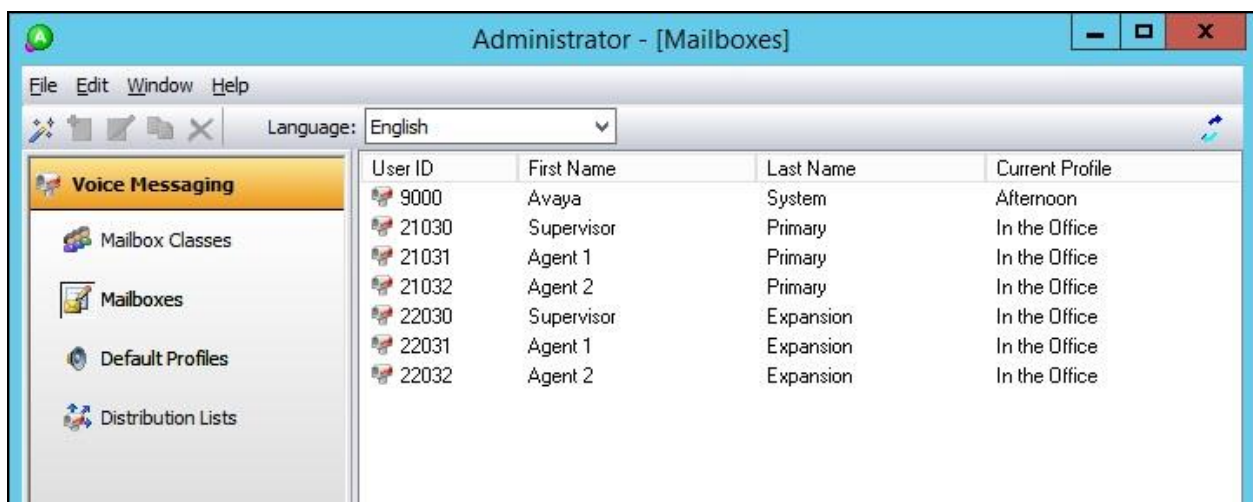 Administrator - [Mailboxes]
File Edit Window Help
Language: English
Voice Messaging
Mailbox Classes
Mailboxes
Default Profiles
Distribution Lists
User ID First Name Last Name Current Profile
9000 Avaya System Afternoon
21030 Supervisor Primary In the Office
21031 Agent 1 Primary In the Office
21032 Agent 2 Primary In the Office
22030 Supervisor Expansion In the Office
22031 Agent 1 Expansion In the Office
22032 Agent 2 Expansion In the Office